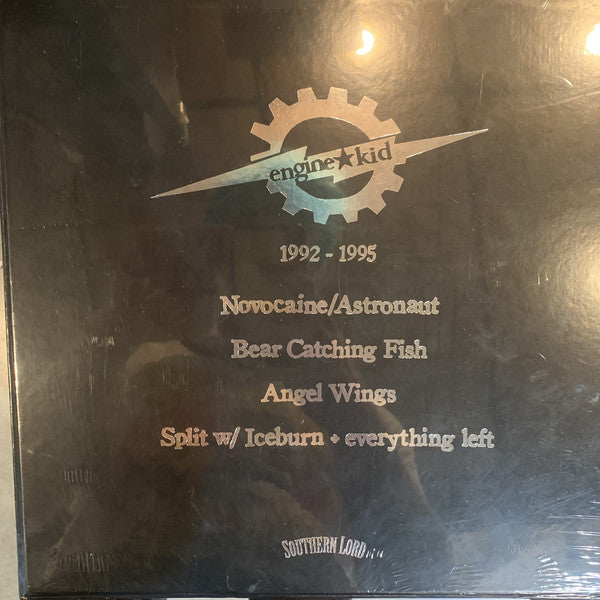 engine★kid
1992 - 1995
Novocaine/Astronaut
Bear Catching Fish
Angel Wings
Split w/ Iceburn + everything left
SOUTHERN LORD